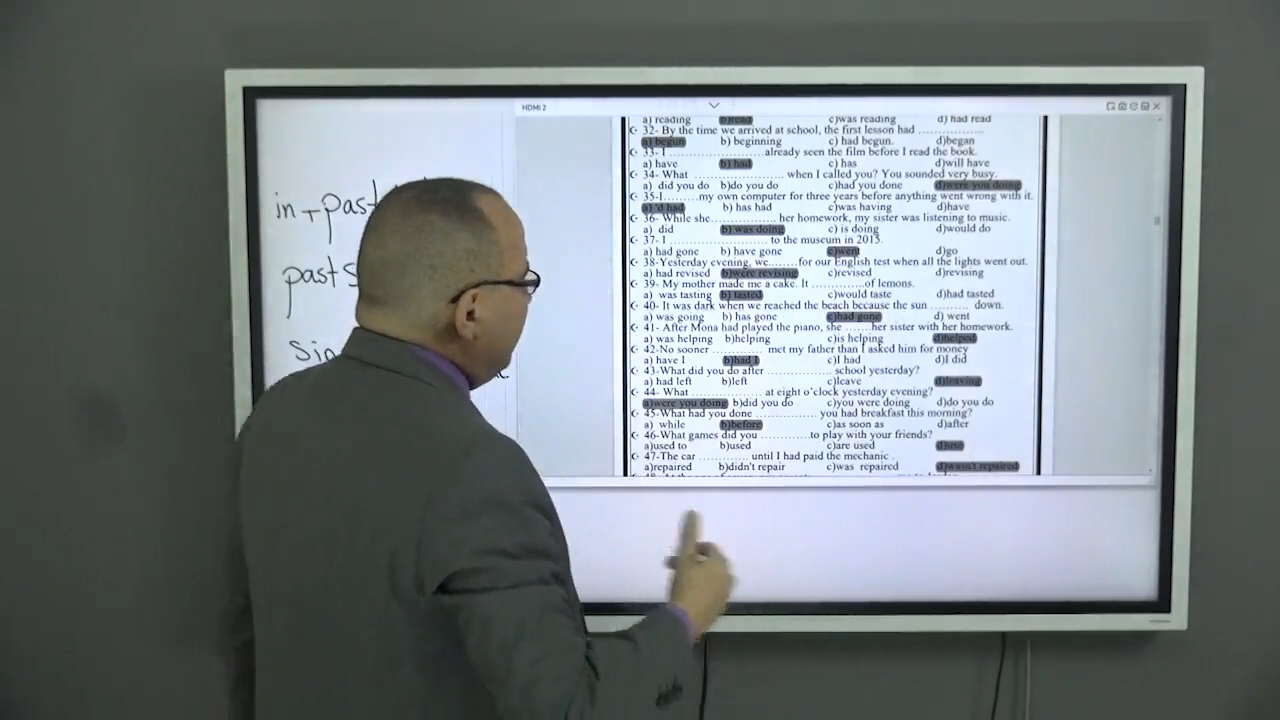 HDMI 2
in + past
past s
sin
a) reading b)read c)was reading d) had read
32- By the time we arrived at school, the first lesson had ................
a) begun b) beginning c) had begun. d)began
33- I ........................already seen the film before I read the book.
a) have b) had c) has d)will have
34- What ........................ when I called you? You sounded very busy.
a) did you do b)do you do c)had you done d)were you doing
35-I.........my own computer for three years before anything went wrong with it.
a) 'd had b) has had c)was having d)have
36- While she................. her homework, my sister was listening to music.
a) did b) was doing c) is doing d)would do
37- I ......................... to the museum in 2015.
a) had gone b) have gone c)went d)go
38-Yesterday evening, we........for our English test when all the lights went out.
a) had revised b)were revising c)revised d)revising
39- My mother made me a cake. It .............of lemons.
a) was tasting b) tasted c)would taste d)had tasted
40- It was dark when we reached the beach because the sun .......... down.
a) was going b) has gone c)had gone d) went
41- After Mona had played the piano, she .......her sister with her homework.
a) was helping b)helping c)is helping d)helped
42-No sooner ............. met my father than I asked him for money
a) have I b)had I c)I had d)I did
43-What did you do after ................. school yesterday?
a) had left b)left c)leave d)leaving
44- What .................. at eight o'clock yesterday evening?
a)were you doing b)did you do c)you were doing d)do you do
45-What had you done ................ you had breakfast this morning?
a) while b)before c)as soon as d)after
46-What games did you .............to play with your friends?
a)used to b)used c)are used d)use
47-The car ............. until I had paid the mechanic .
a)repaired b)didn't repair c)was repaired d)wasn't repaired